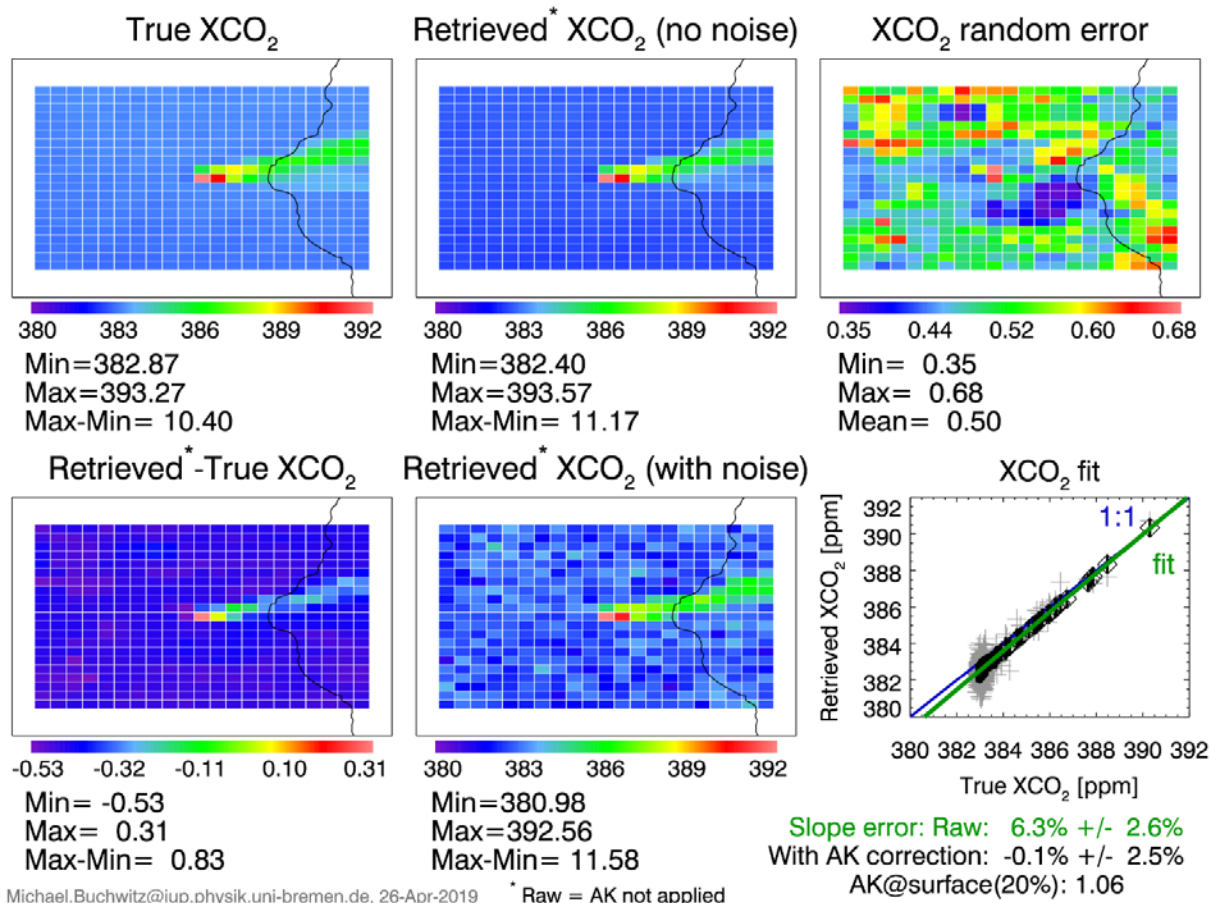 True XCO₂
Retrieved* XCO₂ (no noise)
XCO₂ random error
380 383 386 389 392
380 383 386 389 392
0.35 0.44 0.52 0.60 0.68
Min=382.87
Max=393.27
Max-Min= 10.40
Min=382.40
Max=393.57
Max-Min= 11.17
Min= 0.35
Max= 0.68
Mean= 0.50
Retrieved*-True XCO₂
Retrieved* XCO₂ (with noise)
XCO₂ fit
-0.53 -0.32 -0.11 0.10 0.31
380 383 386 389 392
Min= -0.53
Max= 0.31
Max-Min= 0.83
Min=380.98
Max=392.56
Max-Min= 11.58
Retrieved XCO₂ [ppm]
392
390
388
386
384
382
380
1:1
fit
380 382 384 386 388 390 392
True XCO₂ [ppm]
Slope error: Raw: 6.3% +/- 2.6%
With AK correction: -0.1% +/- 2.5%
AK@surface(20%): 1.06
Michael.Buchwitz@iup.physik.uni-bremen.de, 26-Apr-2019
* Raw = AK not applied